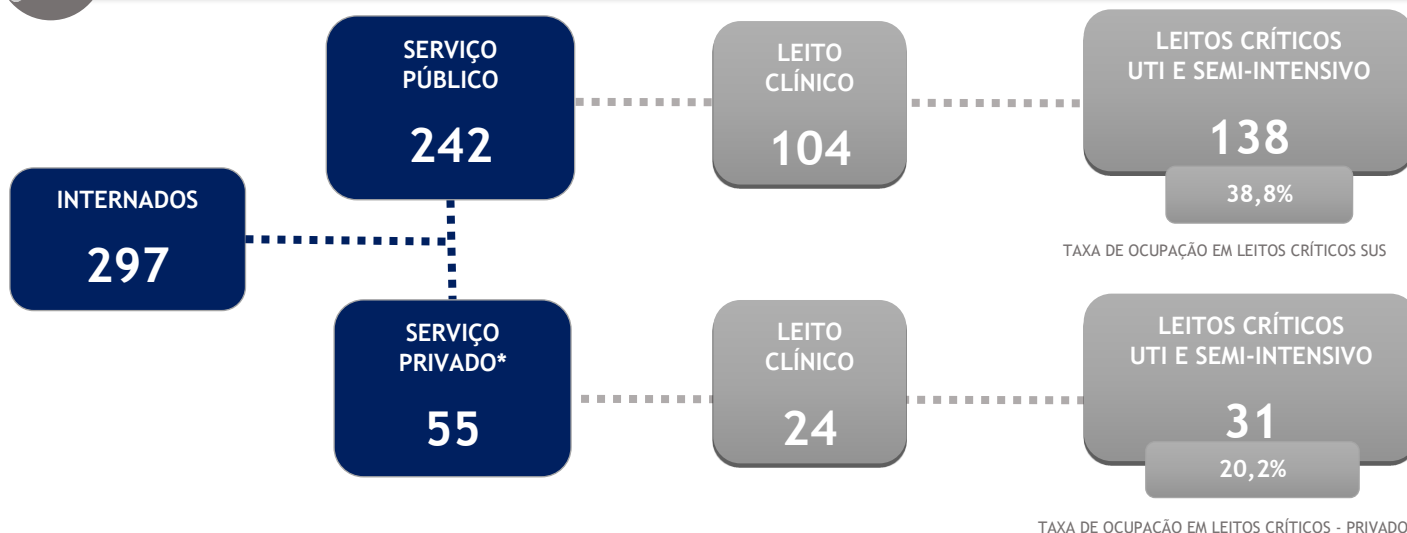 INTERNADOS
297
SERVIÇO
PÚBLICO
242
LEITO
CLÍNICO
104
LEITOS CRÍTICOS
UTI E SEMI-INTENSIVO
138
38,8%
TAXA DE OCUPAÇÃO EM LEITOS CRÍTICOS SUS
SERVIÇO
PRIVADO*
55
LEITO
CLÍNICO
24
LEITOS CRÍTICOS
UTI E SEMI-INTENSIVO
31
20,2%
TAXA DE OCUPAÇÃO EM LEITOS CRÍTICOS - PRIVADO